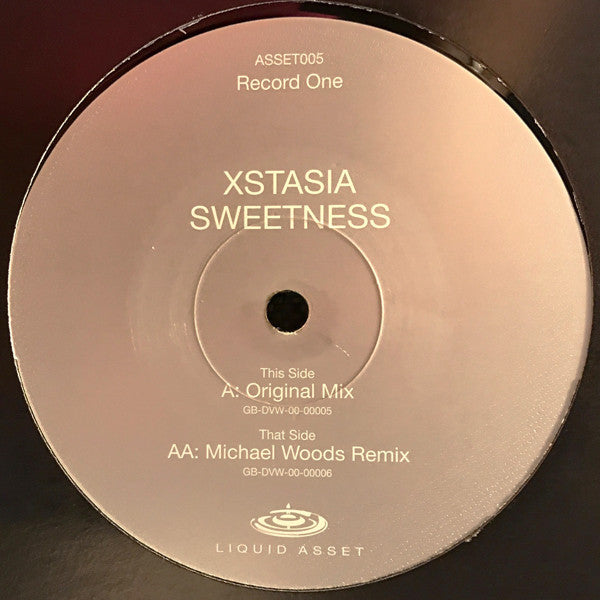 ASSET005
Record One
XSTASIA
SWEETNESS
This Side
A: Original Mix
GB-DVW-00-00005
That Side
AA: Michael Woods Remix
GB-DVW-00-00006
LIQUID ASSET